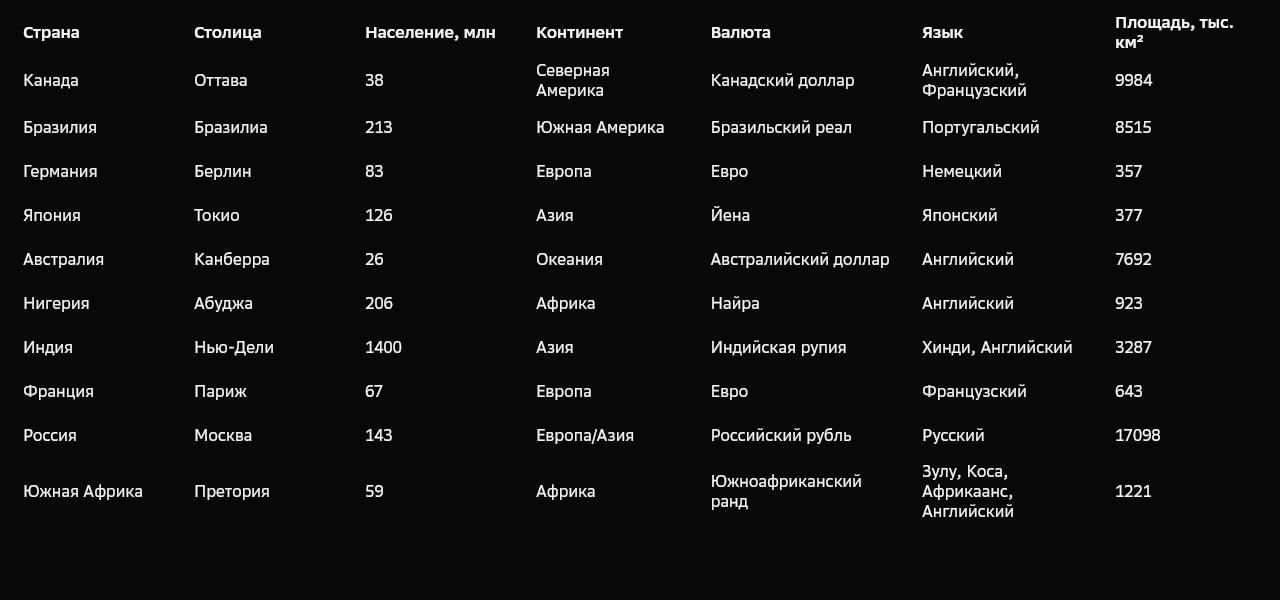 Страна Столица Население, млн Континент Валюта Язык Площадь, тыс. км²
Канада Оттава 38 Северная Америка Канадский доллар Английский, Французский 9984
Бразилия Бразилиа 213 Южная Америка Бразильский реал Португальский 8515
Германия Берлин 83 Европа Евро Немецкий 357
Япония Токио 126 Азия Йена Японский 377
Австралия Канберра 26 Океания Австралийский доллар Английский 7692
Нигерия Абуджа 206 Африка Найра Английский 923
Индия Нью-Дели 1400 Азия Индийская рупия Хинди, Английский 3287
Франция Париж 67 Европа Евро Французский 643
Россия Москва 143 Европа/Азия Российский рубль Русский 17098
Южная Африка Претория 59 Африка Южноафриканский ранд Зулу, Коса, Африкаанс, Английский 1221